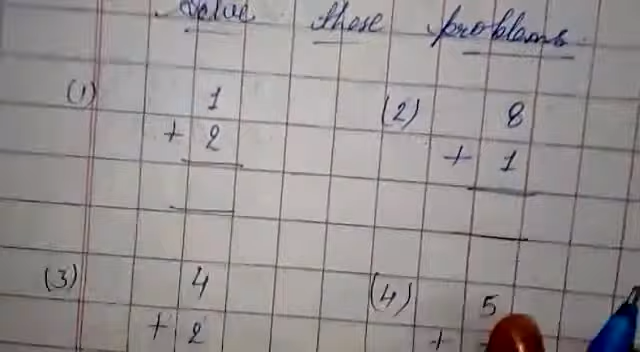 Solve these problems.
(1) 1 (2) 8
+ 2 + 1
(3) 4 (4) 5
+ 2 +